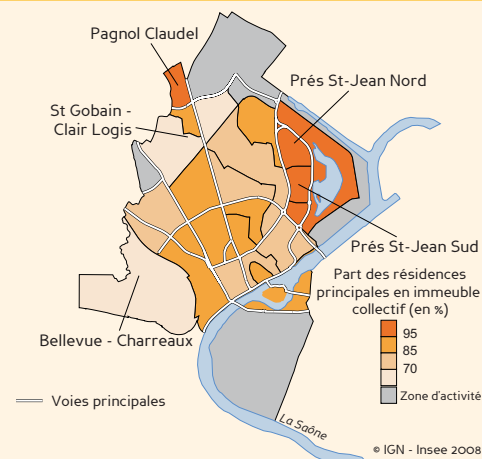 Pagnol Claudel
Prés St-Jean Nord
St Gobain -
Clair Logis
Prés St-Jean Sud
Part des résidences
principales en immeuble
collectif (en %)
95
85
70
Zone d'activité
Bellevue - Charreaux
Voies principales
La Saône
© IGN - Insee 2008